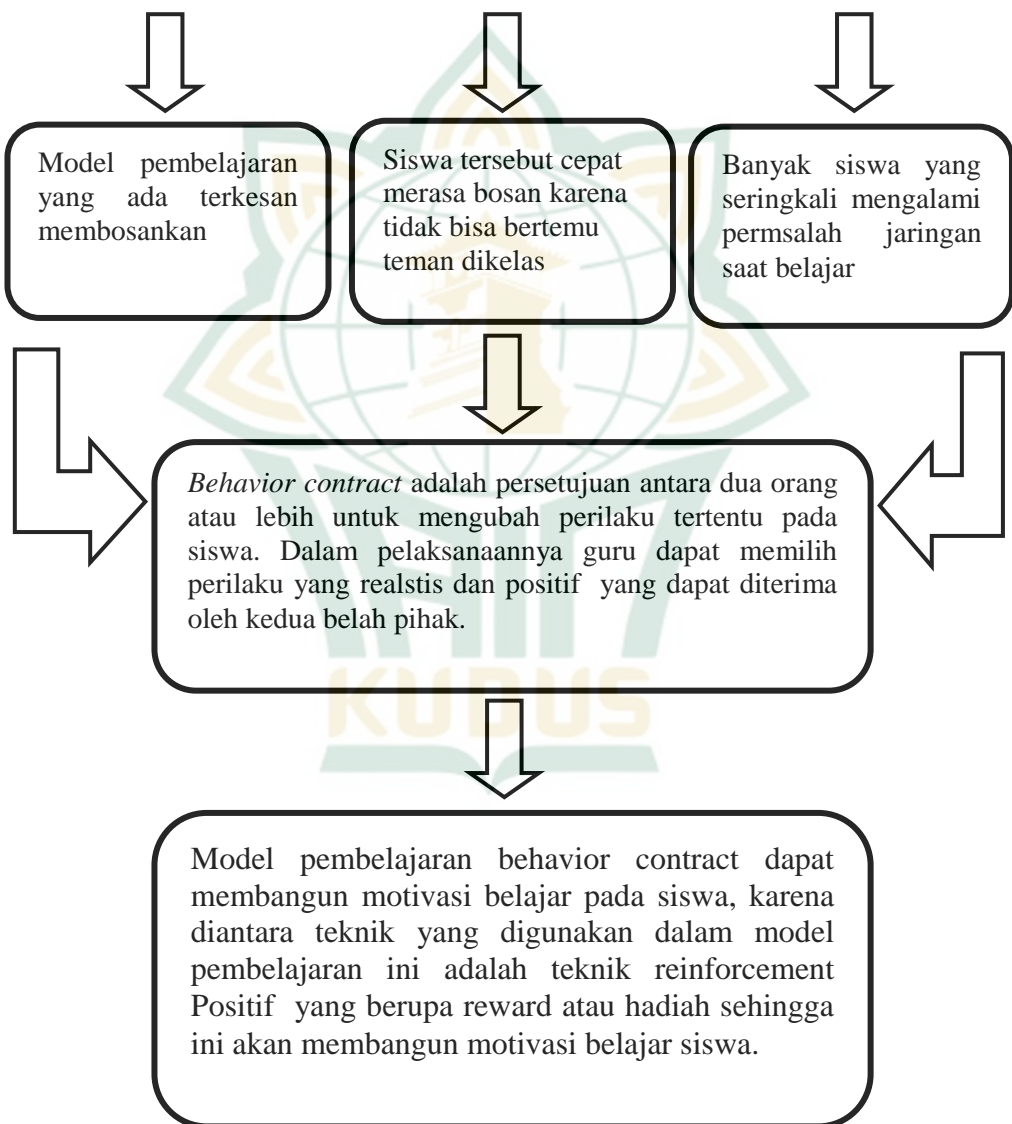 Model pembelajaran
yang ada terkesan
membosankan
Siswa tersebut cepat
merasa bosan karena
tidak bisa bertemu
teman dikelas
Banyak siswa yang
seringkali mengalami
permsalah jaringan
saat belajar
Behavior contract adalah persetujuan antara dua orang
atau lebih untuk mengubah perilaku tertentu pada
siswa. Dalam pelaksanaannya guru dapat memilih
perilaku yang realstis dan positif yang dapat diterima
oleh kedua belah pihak.
KUDUS
Model pembelajaran behavior contract dapat
membangun motivasi belajar pada siswa, karena
diantara teknik yang digunakan dalam model
pembelajaran ini adalah teknik reinforcement
Positif yang berupa reward atau hadiah sehingga
ini akan membangun motivasi belajar siswa.